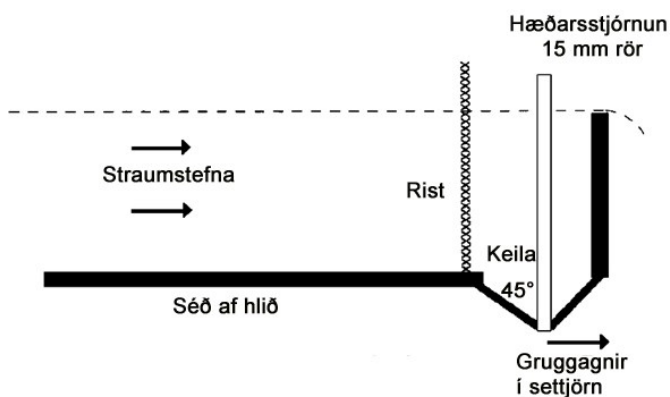 Hæðarsstjórnun
15 mm rör
Straumstefna
Rist
Keila
45°
Séð af hlið
Gruggagnir
í settjörn